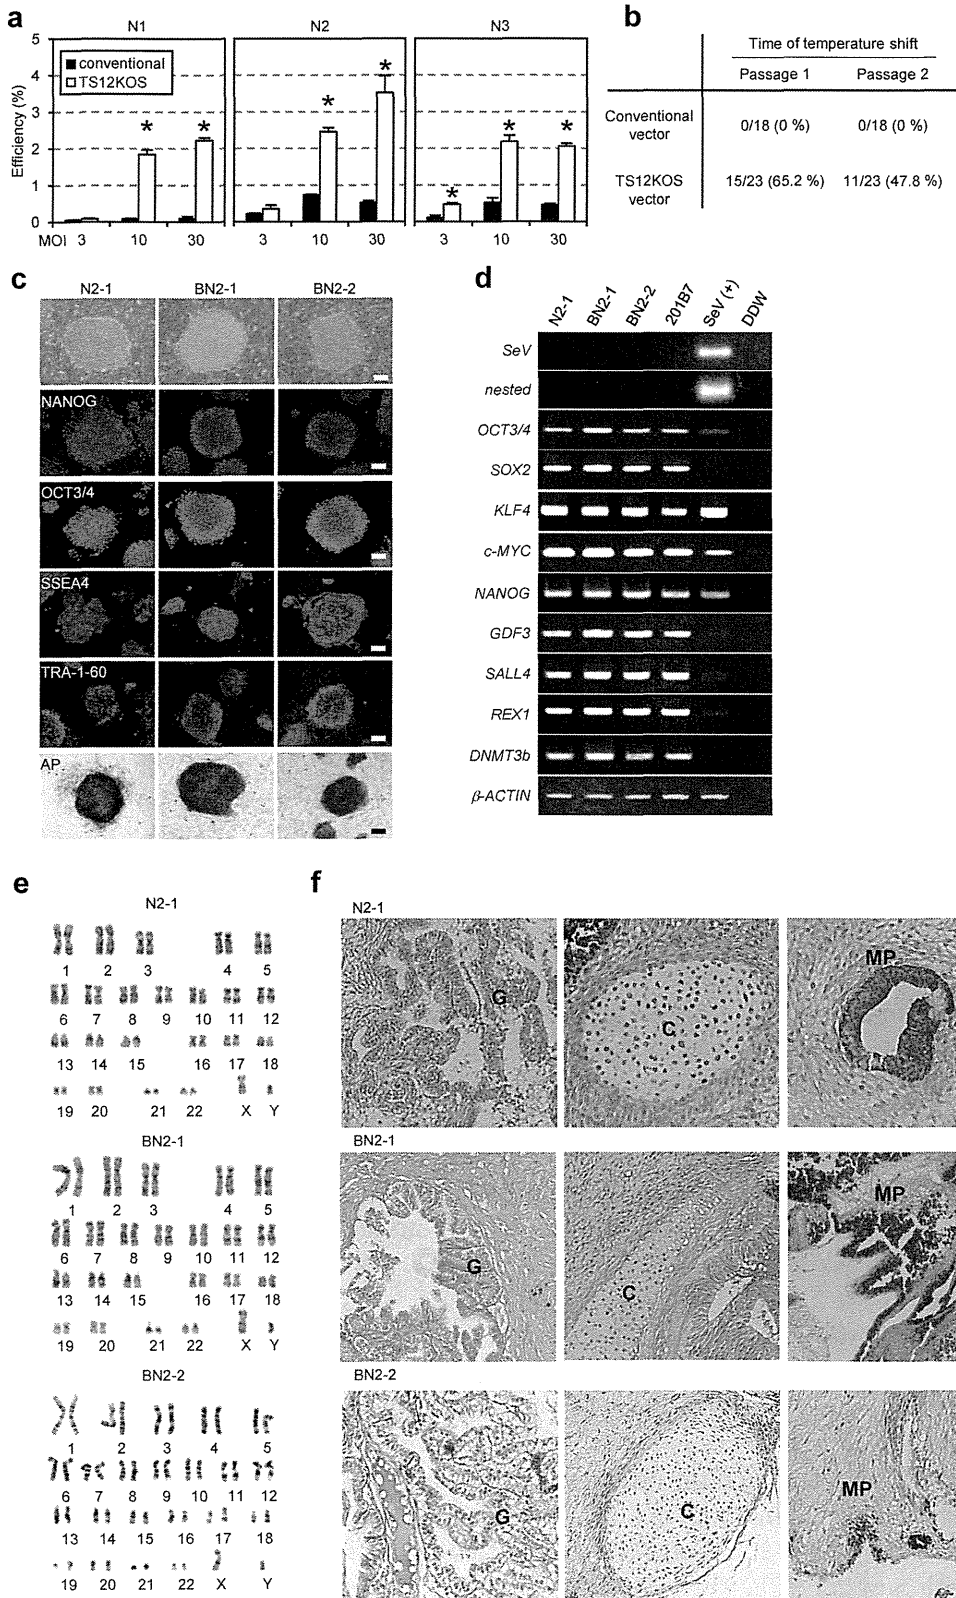 a
N1
N2
N3
Efficiency (%)
5
4
3
2
1
0
conventional
TS12KOS
*
*
*
*
*
*
*
MOI 3 10 30
3 10 30
3 10 30
b
Time of temperature shift
Passage 1 Passage 2
Conventional vector 0/18 (0 %) 0/18 (0 %)
TS12KOS vector 15/23 (65.2 %) 11/23 (47.8 %)
c
N2-1 BN2-1 BN2-2
NANOG
OCT3/4
SSEA4
TRA-1-60
AP
d
N2-1
BN2-1
BN2-2
201B7
SeV (+)
DDW
SeV
nested
OCT3/4
SOX2
KLF4
c-MYC
NANOG
GDF3
SALL4
REX1
DNMT3b
β-ACTIN
e
N2-1
1 2 3 4 5
6 7 8 9 10 11 12
13 14 15 16 17 18
19 20 21 22 X Y
BN2-1
1 2 3 4 5
6 7 8 9 10 11 12
13 14 15 16 17 18
19 20 21 22 X Y
BN2-2
1 2 3 4 5
6 7 8 9 10 11 12
13 14 15 16 17 18
19 20 21 22 X Y
f
N2-1
G
C
MP
BN2-1
G
C
MP
BN2-2
G
C
MP